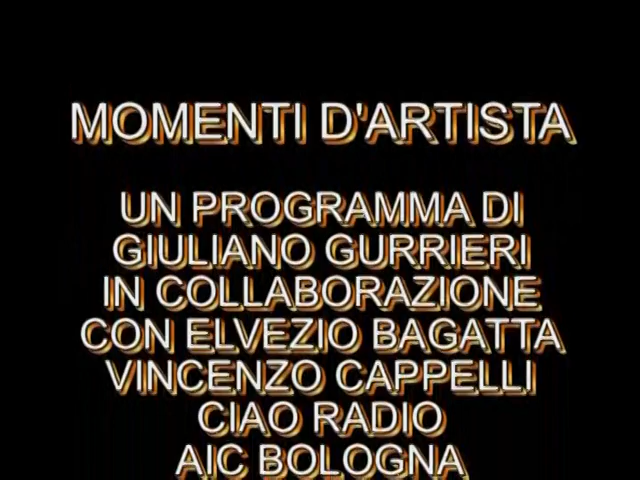 MOMENTI D'ARTISTA
UN PROGRAMMA DI
GIULIANO GURRIERI
IN COLLABORAZIONE
CON ELVEZIO BAGATTA
VINCENZO CAPPELLI
CIAO RADIO
AIC BOLOGNA